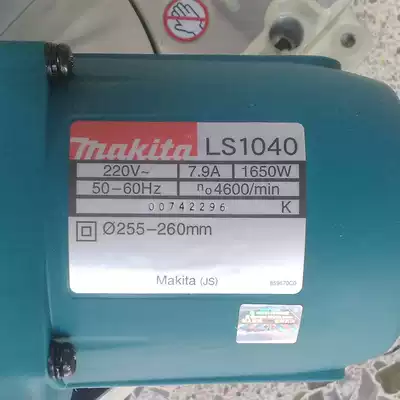 makita LS1040
220V~ 7.9A 1650W
50-60Hz n₀4600/min
00742296 K
Ø255-260mm
Makita (JS)